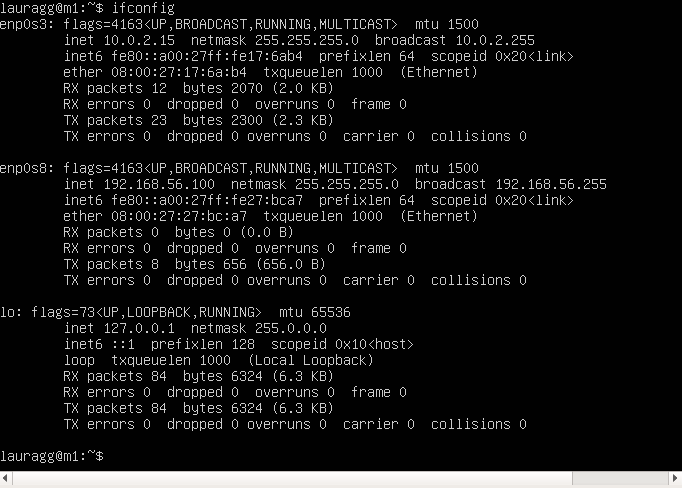 lauragg@m1:~$ ifconfig
enp0s3: flags=4163<UP,BROADCAST,RUNNING,MULTICAST>  mtu 1500
        inet 10.0.2.15  netmask 255.255.255.0  broadcast 10.0.2.255
        inet6 fe80::a00:27ff:fe17:6ab4  prefixlen 64  scopeid 0x20<link>
        ether 08:00:27:17:6a:b4  txqueuelen 1000  (Ethernet)
        RX packets 12  bytes 2070 (2.0 KB)
        RX errors 0  dropped 0  overruns 0  frame 0
        TX packets 23  bytes 2300 (2.3 KB)
        TX errors 0  dropped 0 overruns 0  carrier 0  collisions 0

enp0s8: flags=4163<UP,BROADCAST,RUNNING,MULTICAST>  mtu 1500
        inet 192.168.56.100  netmask 255.255.255.0  broadcast 192.168.56.255
        inet6 fe80::a00:27ff:fe27:bca7  prefixlen 64  scopeid 0x20<link>
        ether 08:00:27:27:bc:a7  txqueuelen 1000  (Ethernet)
        RX packets 0  bytes 0 (0.0 B)
        RX errors 0  dropped 0  overruns 0  frame 0
        TX packets 8  bytes 656 (656.0 B)
        TX errors 0  dropped 0 overruns 0  carrier 0  collisions 0

lo: flags=73<UP,LOOPBACK,RUNNING>  mtu 65536
        inet 127.0.0.1  netmask 255.0.0.0
        inet6 ::1  prefixlen 128  scopeid 0x10<host>
        loop  txqueuelen 1000  (Local Loopback)
        RX packets 84  bytes 6324 (6.3 KB)
        RX errors 0  dropped 0  overruns 0  frame 0
        TX packets 84  bytes 6324 (6.3 KB)
        TX errors 0  dropped 0 overruns 0  carrier 0  collisions 0

lauragg@m1:~$